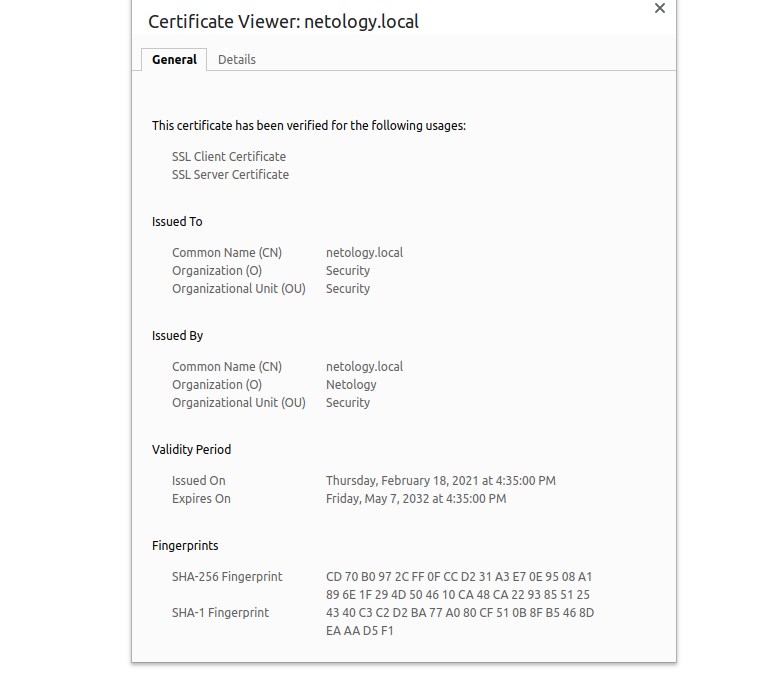 Certificate Viewer: netology.local
General Details
This certificate has been verified for the following usages:
SSL Client Certificate
SSL Server Certificate
Issued To
Common Name (CN) netology.local
Organization (O) Security
Organizational Unit (OU) Security
Issued By
Common Name (CN) netology.local
Organization (O) Netology
Organizational Unit (OU) Security
Validity Period
Issued On Thursday, February 18, 2021 at 4:35:00 PM
Expires On Friday, May 7, 2032 at 4:35:00 PM
Fingerprints
SHA-256 Fingerprint CD 70 B0 97 2C FF 0F CC D2 31 A3 E7 0E 95 08 A1
89 6E 1F 29 4D 50 46 10 CA 48 CA 22 93 85 51 25
SHA-1 Fingerprint 43 40 C3 C2 D2 BA 77 A0 80 CF 51 0B 8F B5 46 8D
EA AA D5 F1